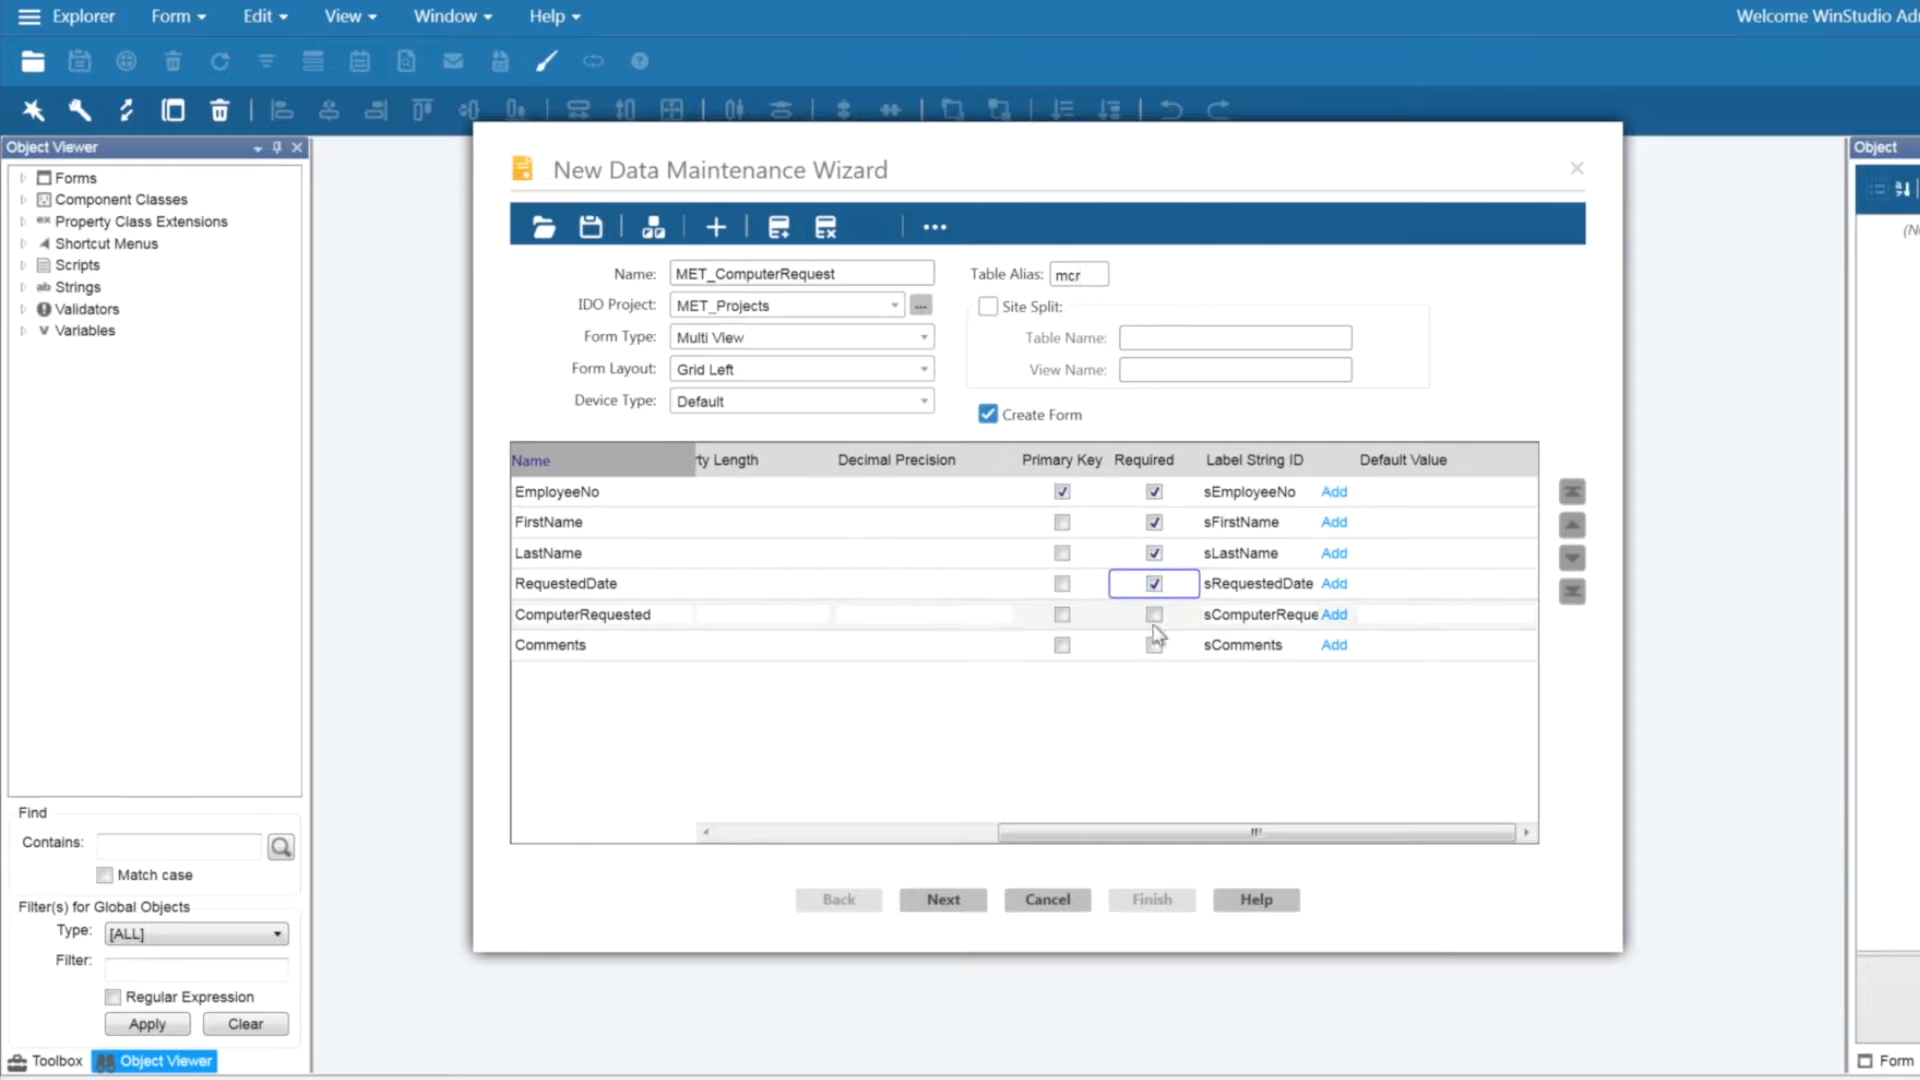 Explorer Form Edit View Window Help Welcome WinStudio Ad
Object Viewer
Forms
Component Classes
ex Property Class Extensions
Shortcut Menus
Scripts
ab Strings
Validators
V Variables
Find
Contains:
Match case
Filter(s) for Global Objects
Type: [ALL]
Filter:
Regular Expression
Apply Clear
Toolbox Object Viewer
New Data Maintenance Wizard
Name: MET_ComputerRequest Table Alias: mcr
IDO Project: MET_Projects ... Site Split:
Form Type: Multi View Table Name:
Form Layout: Grid Left View Name:
Device Type: Default
Create Form
Name ty Length Decimal Precision Primary Key Required Label String ID Default Value
EmployeeNo sEmployeeNo Add
FirstName sFirstName Add
LastName sLastName Add
RequestedDate sRequestedDate Add
ComputerRequested sComputerReque Add
Comments sComments Add
Back Next Cancel Finish Help
Object
(N
Form